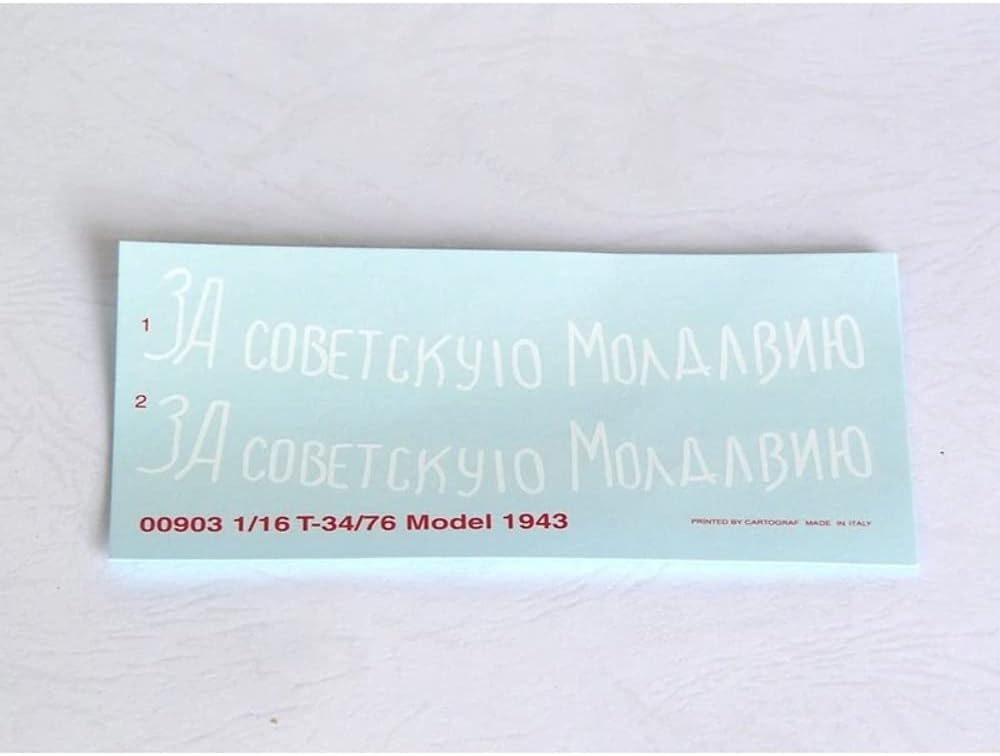 1 ЗА СОВЕТСКУЮ МОЛДАВИЮ
2 ЗА СОВЕТСКУЮ МОЛДАВИЮ
00903 1/16 T-34/76 Model 1943
PRINTED BY CARTOGRAF MADE IN ITALY